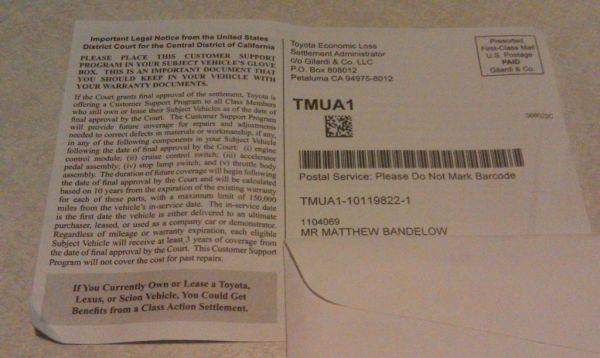 Important Legal Notice from the United States
District Court for the Central District of California
PLEASE PLACE THIS CUSTOMER SUPPORT
PROGRAM IN YOUR SUBJECT VEHICLE'S GLOVE
BOX. THIS IS AN IMPORTANT DOCUMENT THAT
YOU SHOULD KEEP IN YOUR VEHICLE WITH
YOUR WARRANTY DOCUMENTS.
If the Court grants final approval of the settlement, Toyota is
offering a Customer Support Program to all Class Members
who still own or lease their Subject Vehicles as of the date of
final approval by the Court. The Customer Support Program
will provide future coverage for repairs and adjustments
needed to correct defects in materials or workmanship, if any,
in any of the following components in your Subject Vehicle
following the date of final approval by the Court: (i) engine
control module; (ii) cruise control switch; (iii) accelerator
pedal assembly; (iv) stop lamp switch, and (v) throttle body
assembly. The duration of future coverage will begin following
the date of final approval by the Court and will be calculated
based on 10 years from the expiration of the existing warranty
for each of these parts, with a maximum limit of 150,000
miles from the vehicle's in-service date. The in-service date
is the first date the vehicle is either delivered to an ultimate
purchaser, leased, or used as a company car or demonstrator.
Regardless of mileage or warranty expiration, each eligible
Subject Vehicle will receive at least 3 years of coverage from
the date of final approval by the Court. This Customer Support
Program will not cover the cost for past repairs.
If You Currently Own or Lease a Toyota,
Lexus, or Scion Vehicle, You Could Get
Benefits from a Class Action Settlement.
Toyota Economic Loss
Settlement Administrator
c/o Gilardi & Co. LLC
P.O. Box 808012
Petaluma CA 94975-8012
Presorted
First-Class Mail
U.S. Postage
PAID
Gilardi & Co.
TMUA1
Postal Service: Please Do Not Mark Barcode
TMUA1-10119822-1
1104069
MR MATTHEW BANDELOW